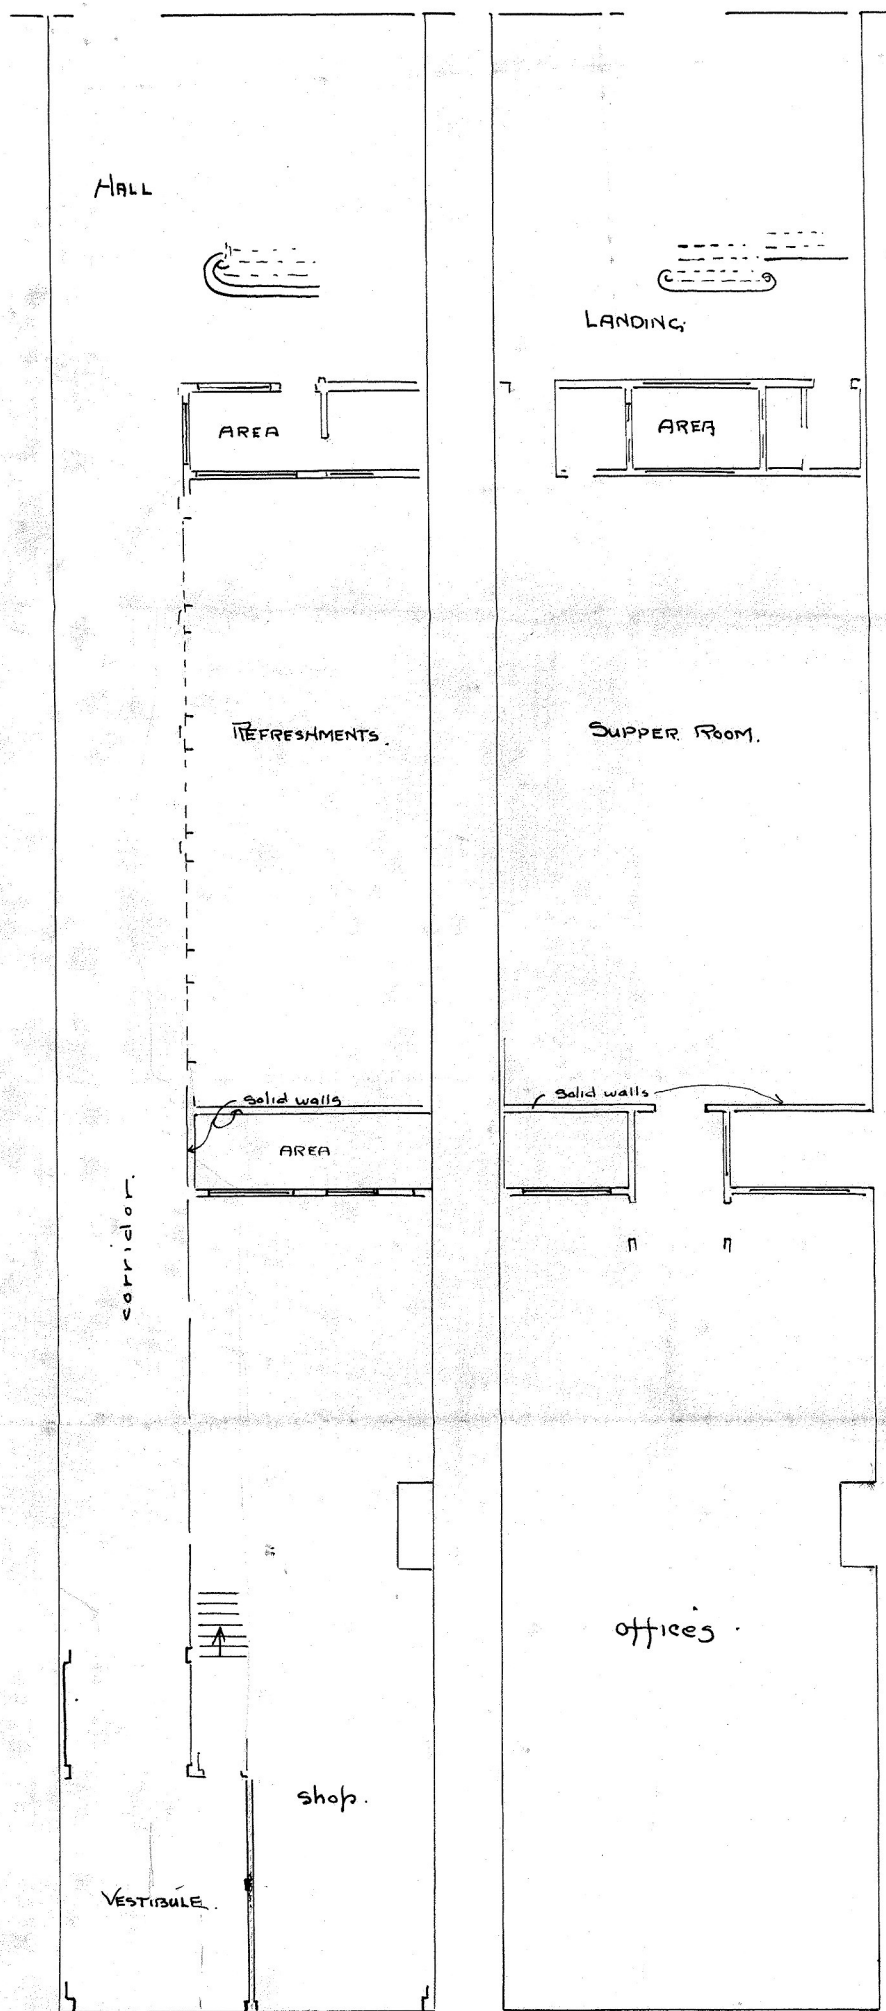 HALL
LANDING
AREA
AREA
REFRESHMENTS.
SUPPER ROOM.
solid walls
solid walls
AREA
corridor.
offices.
shop.
VESTIBULE.